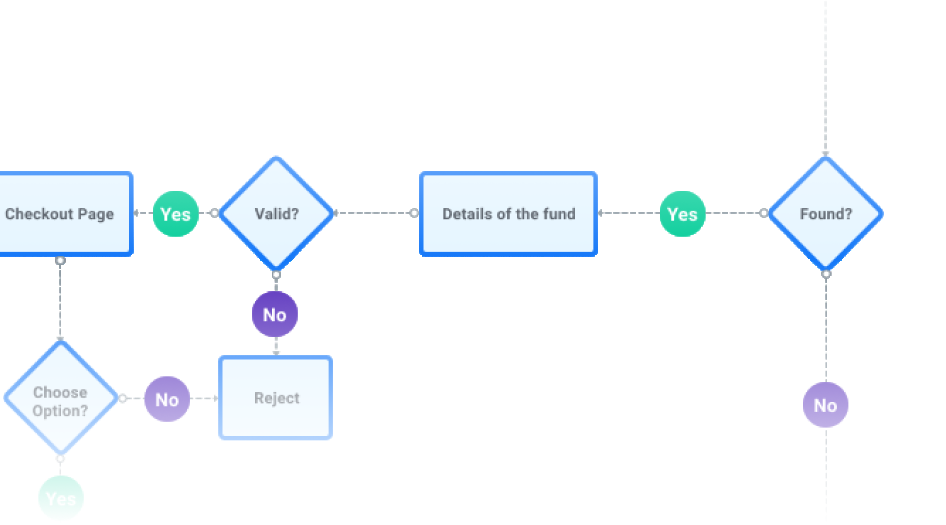 Checkout Page
Yes
Valid?
Details of the fund
Yes
Found?
No
Choose
Option?
No
Reject
No
Yes